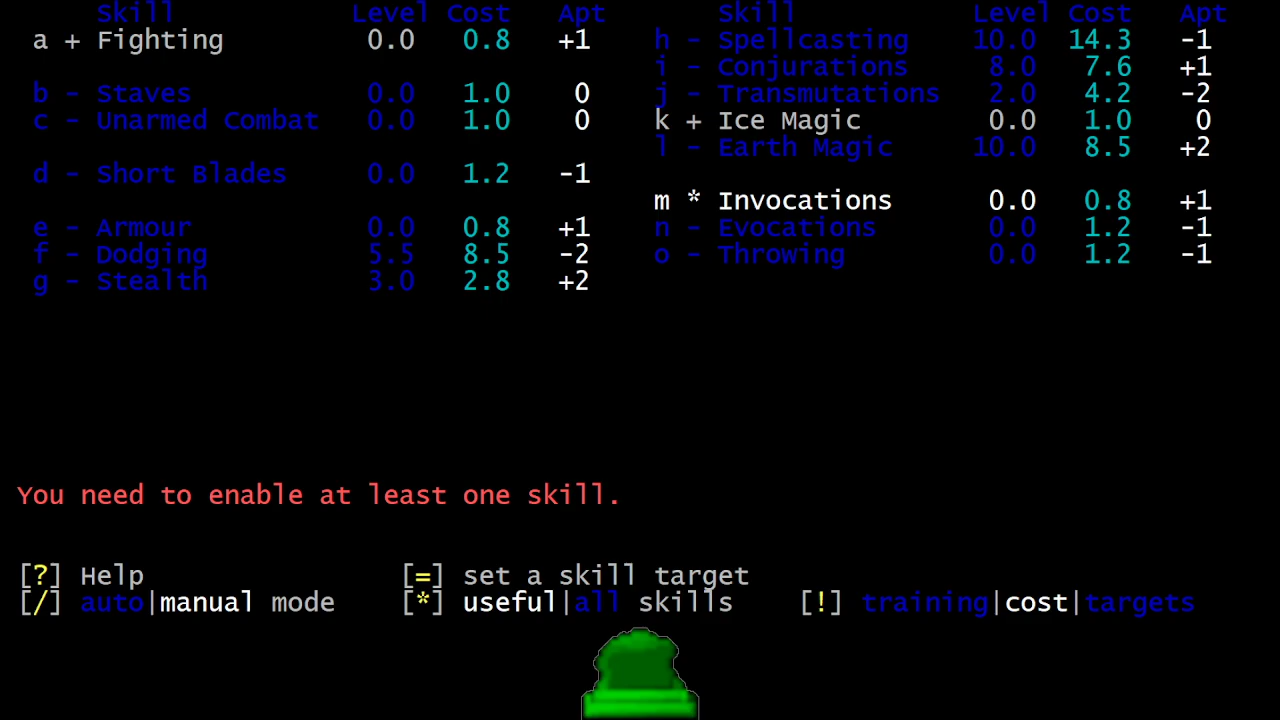 Skill Level Cost Apt Skill Level Cost Apt
a + Fighting 0.0 0.8 +1 h - Spellcasting 10.0 14.3 -1
i - Conjurations 8.0 7.6 +1
b - Staves 0.0 1.0 0 j - Transmutations 2.0 4.2 -2
c - Unarmed Combat 0.0 1.0 0 k + Ice Magic 0.0 1.0 0
l - Earth Magic 10.0 8.5 +2
d - Short Blades 0.0 1.2 -1
m * Invocations 0.0 0.8 +1
e - Armour 0.0 0.8 +1 n - Evocations 0.0 1.2 -1
f - Dodging 5.5 8.5 -2 o - Throwing 0.0 1.2 -1
g - Stealth 3.0 2.8 +2
You need to enable at least one skill.
[?] Help [=] set a skill target
[/] auto|manual mode [*] useful|all skills [!] training|cost|targets